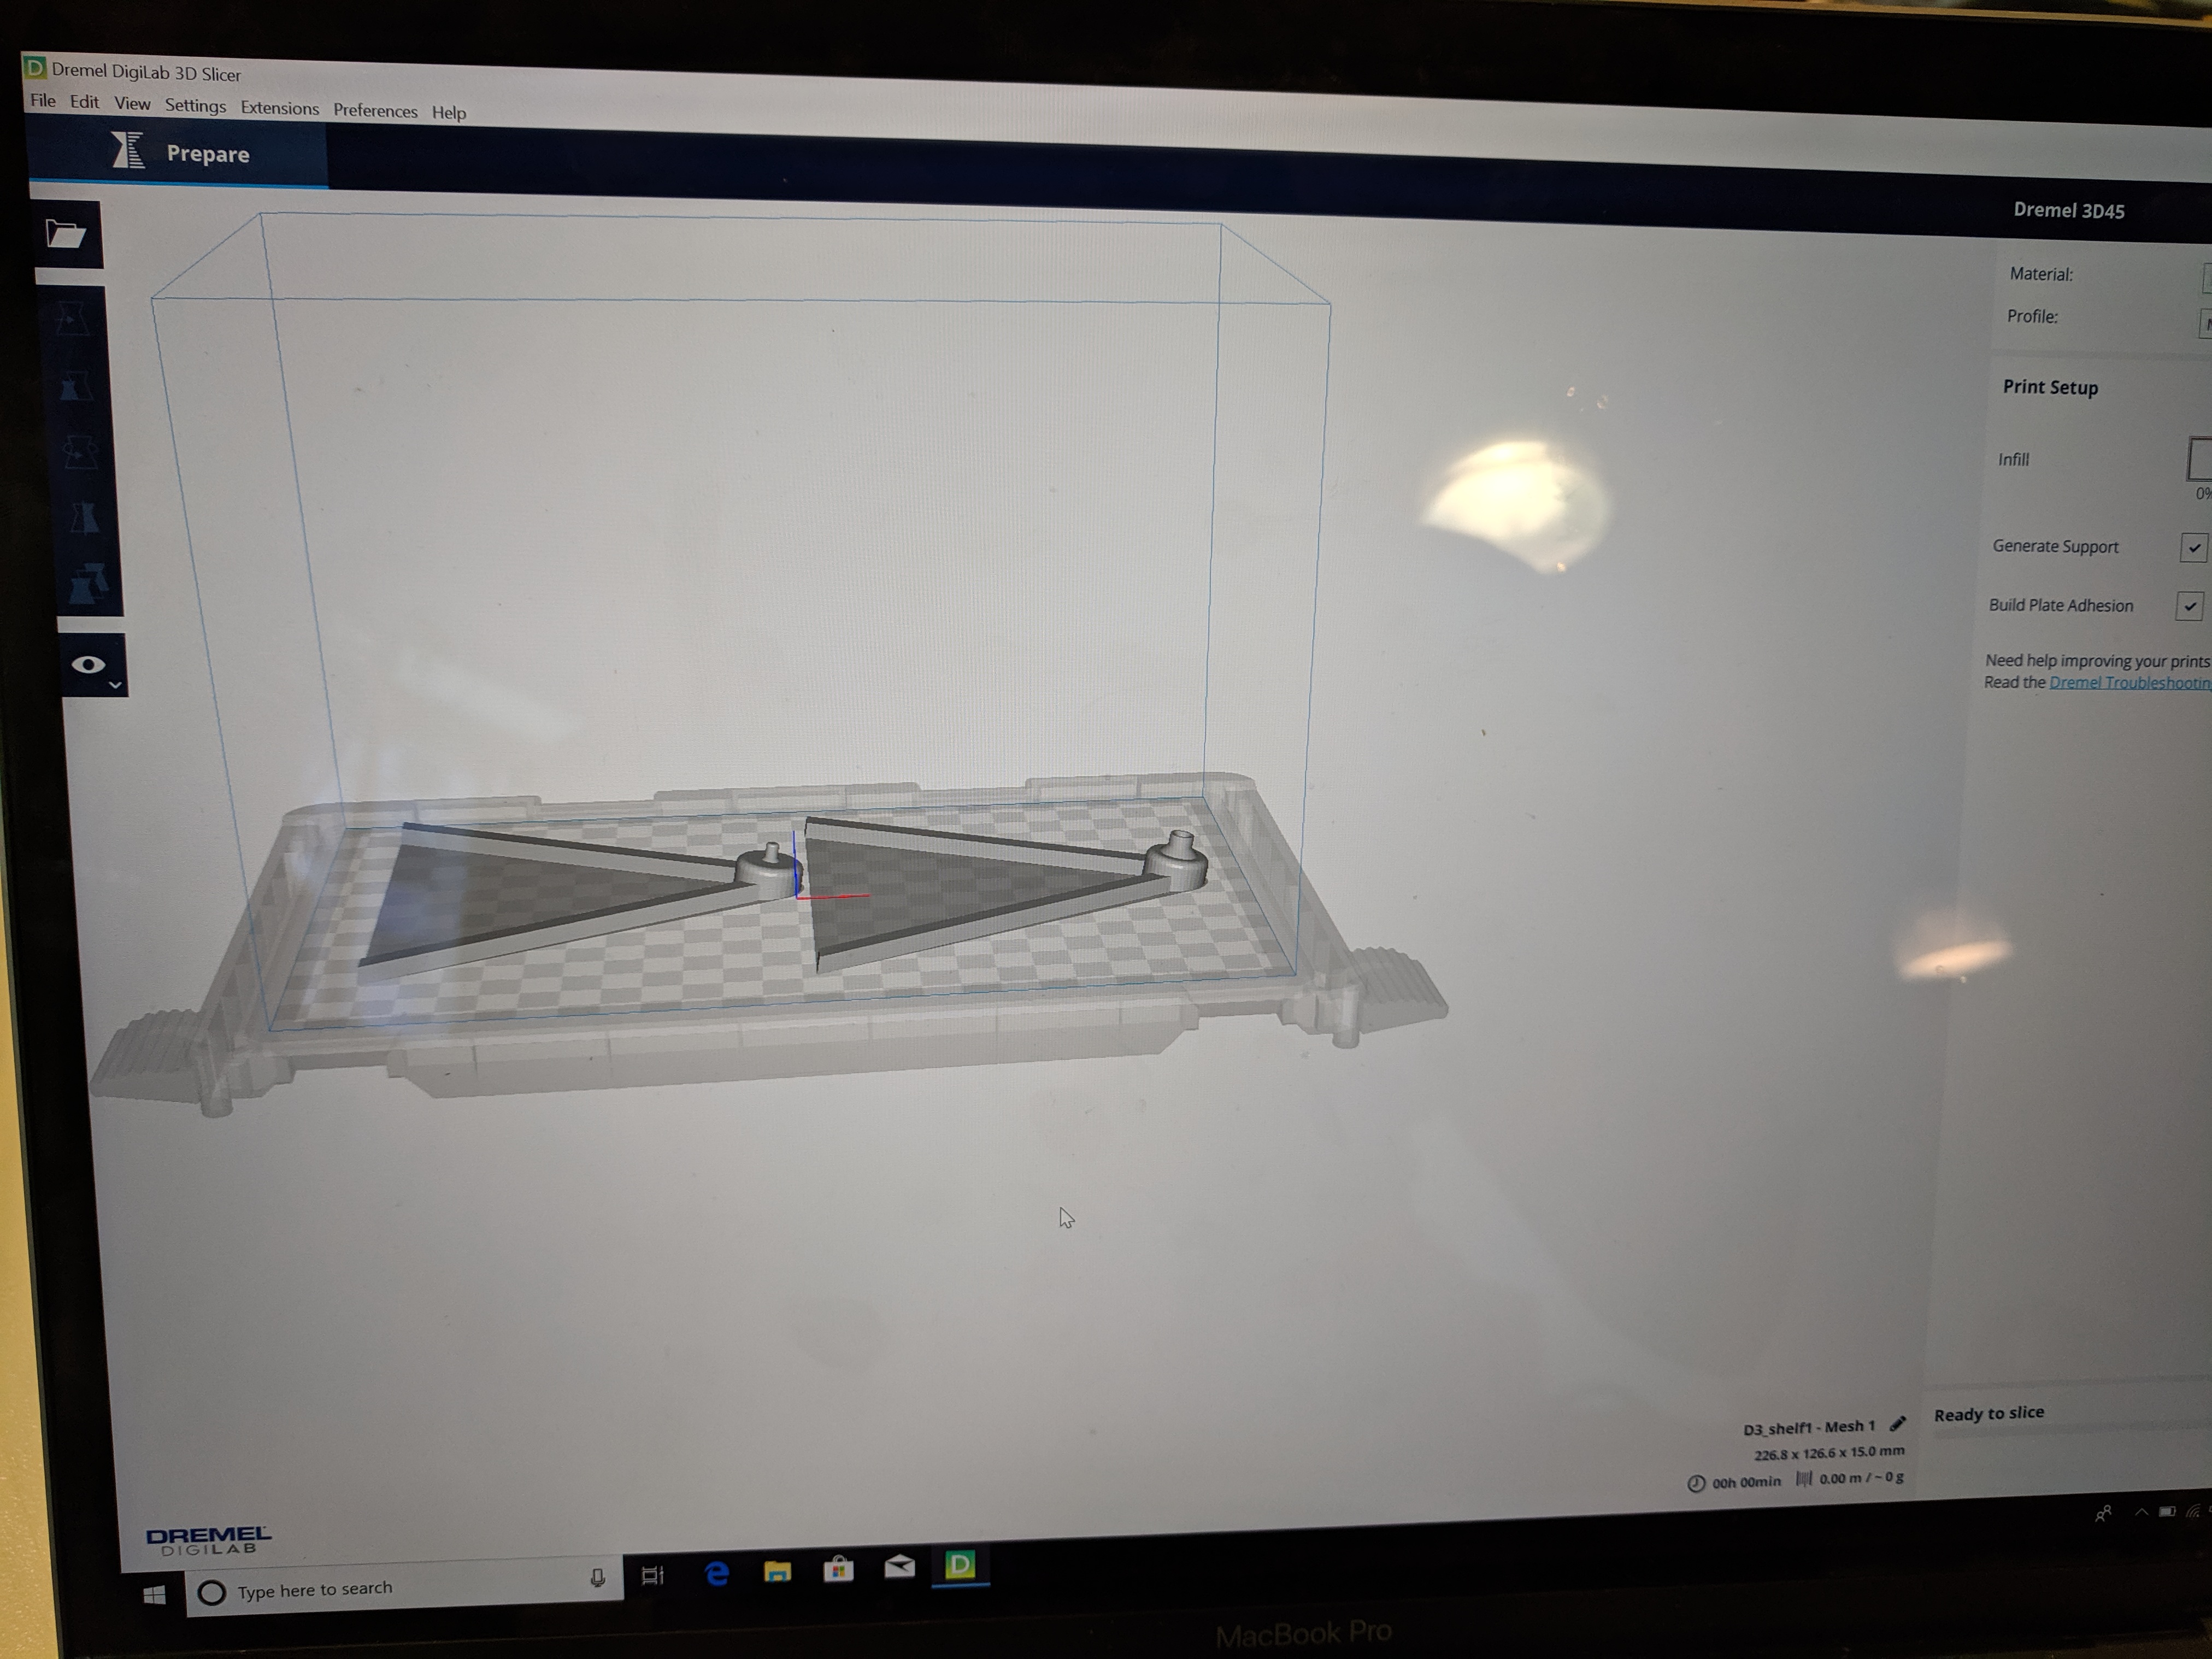 Dremel DigiLab 3D Slicer
File Edit View Settings Extensions Preferences Help
Prepare
Dremel 3D45
Material:
Profile:
Print Setup
Infill
0%
Generate Support
Build Plate Adhesion
Need help improving your prints
Read the Dremel Troubleshootin
D3_shelf1 - Mesh 1
226.8 x 126.6 x 15.0 mm
00h 00min 0.00 m / ~ 0 g
Ready to slice
DREMEL
DIGILAB
Type here to search
MacBook Pro